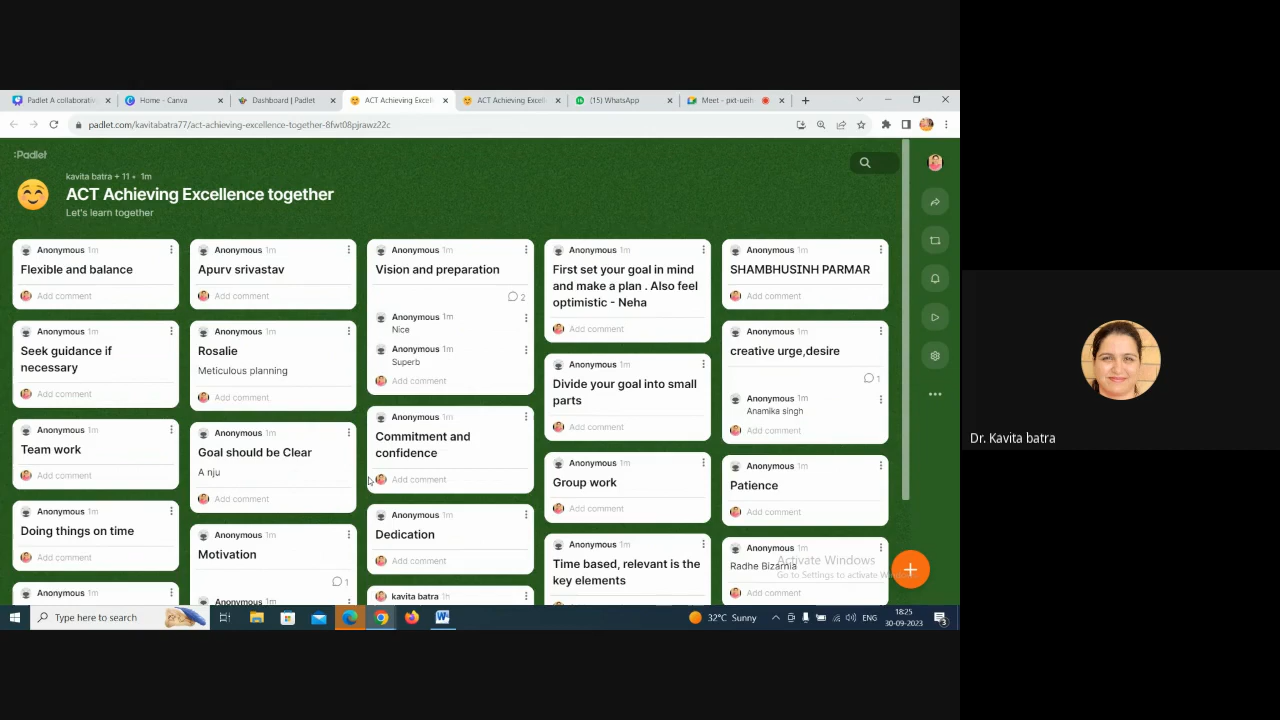 Padlet A collaborati
Home - Canva
Dashboard | Padlet
ACT Achieving Excell
ACT Achieving Excell
(15) WhatsApp
Meet - pxt-ueih
padlet.com/kavitabatra77/act-achieving-excellence-together-8fwt08pjrawz22c
:Padlet
kavita batra + 11 • 1m
ACT Achieving Excellence together
Let's learn together
Anonymous 1m
Flexible and balance
Add comment
Anonymous 1m
Seek guidance if
necessary
Add comment
Anonymous 1m
Team work
Add comment
Anonymous 1m
Doing things on time
Add comment
Anonymous
Anonymous 1m
Apurv srivastav
Add comment
Anonymous 1m
Rosalie
Meticulous planning
Add comment
Anonymous 1m
Goal should be Clear
A nju
Add comment
Anonymous 1m
Motivation
1
Anonymous 1m
Anonymous 1m
Vision and preparation
2
Anonymous 1m
Nice
Anonymous 1m
Superb
Add comment
Anonymous 1m
Commitment and
confidence
Add comment
Anonymous 1m
Dedication
Add comment
kavita batra 1h
Anonymous 1m
First set your goal in mind
and make a plan . Also feel
optimistic - Neha
Add comment
Anonymous 1m
Divide your goal into small
parts
Add comment
Anonymous 1m
Group work
Add comment
Anonymous 1m
Time based, relevant is the
key elements
Anonymous 1m
SHAMBHUSINH PARMAR
Add comment
Anonymous 1m
creative urge,desire
1
Anonymous 1m
Anamika singh
Add comment
Anonymous 1m
Patience
Add comment
Anonymous 1m
Radhe Bizarnia
Add comment
Activate Windows
Go to Settings to activate Windows.
Dr. Kavita batra
Type here to search
32°C Sunny
ENG
18:25
30-09-2023
3